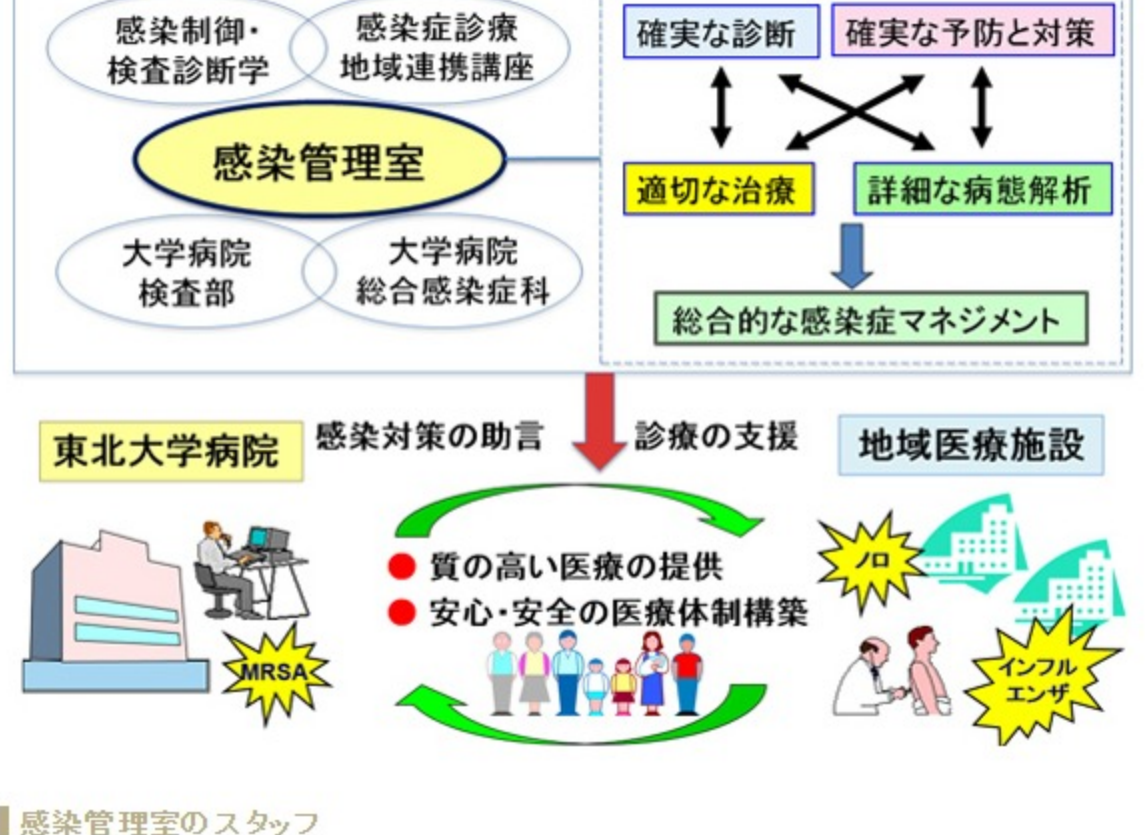 感染制御・
検査診断学
感染症診療
地域連携講座
感染管理室
大学病院
検査部
大学病院
総合感染症科
確実な診断
確実な予防と対策
適切な治療
詳細な病態解析
総合的な感染症マネジメント
東北大学病院
感染対策の助言
診療の支援
地域医療施設
質の高い医療の提供
安心・安全の医療体制構築
MRSA
ノロ
インフル
エンザ
感染管理室のスタッフ